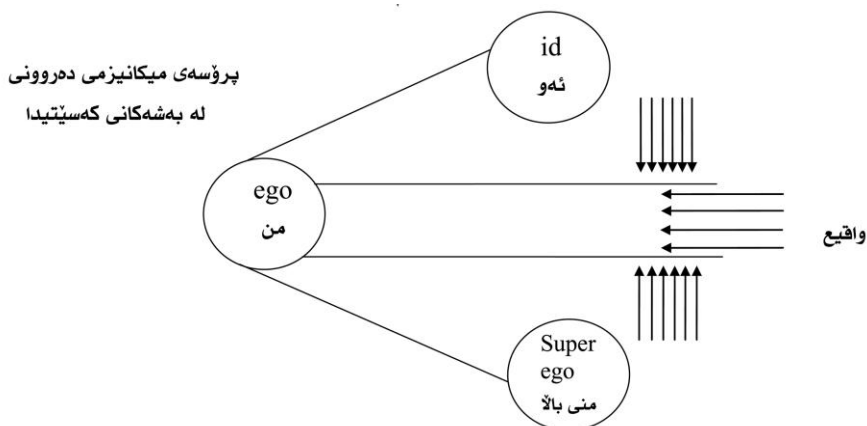 id
ئەو
پرۆسەی میکانیزمی دەروونی
لە بەشەکانی کەسێتیدا
ego
من
واقیع
Super
ego
منی باڵا